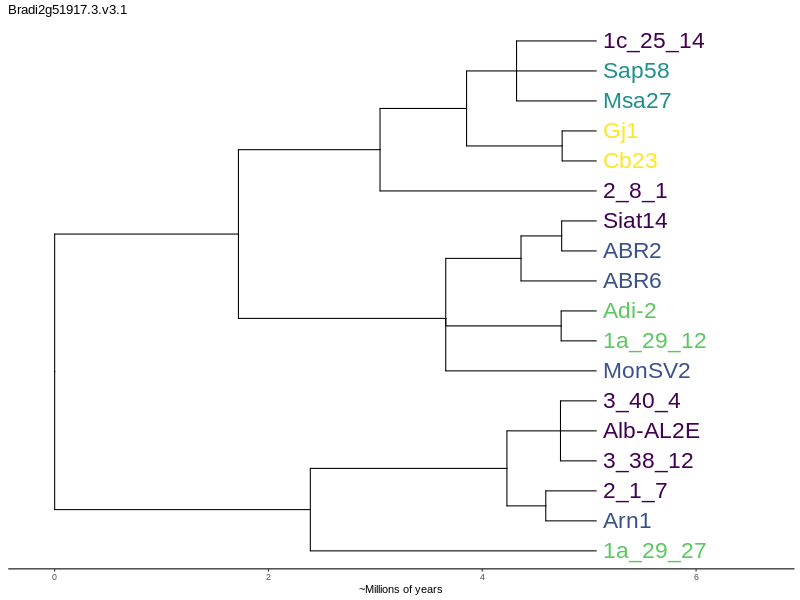 Bradi2g51917.3.v3.1
1c_25_14
Sap58
Msa27
Gj1
Cb23
2_8_1
Siat14
ABR2
ABR6
Adi-2
1a_29_12
MonSV2
3_40_4
Alb-AL2E
3_38_12
2_1_7
Arn1
1a_29_27
0 2 4 6
~Millions of years